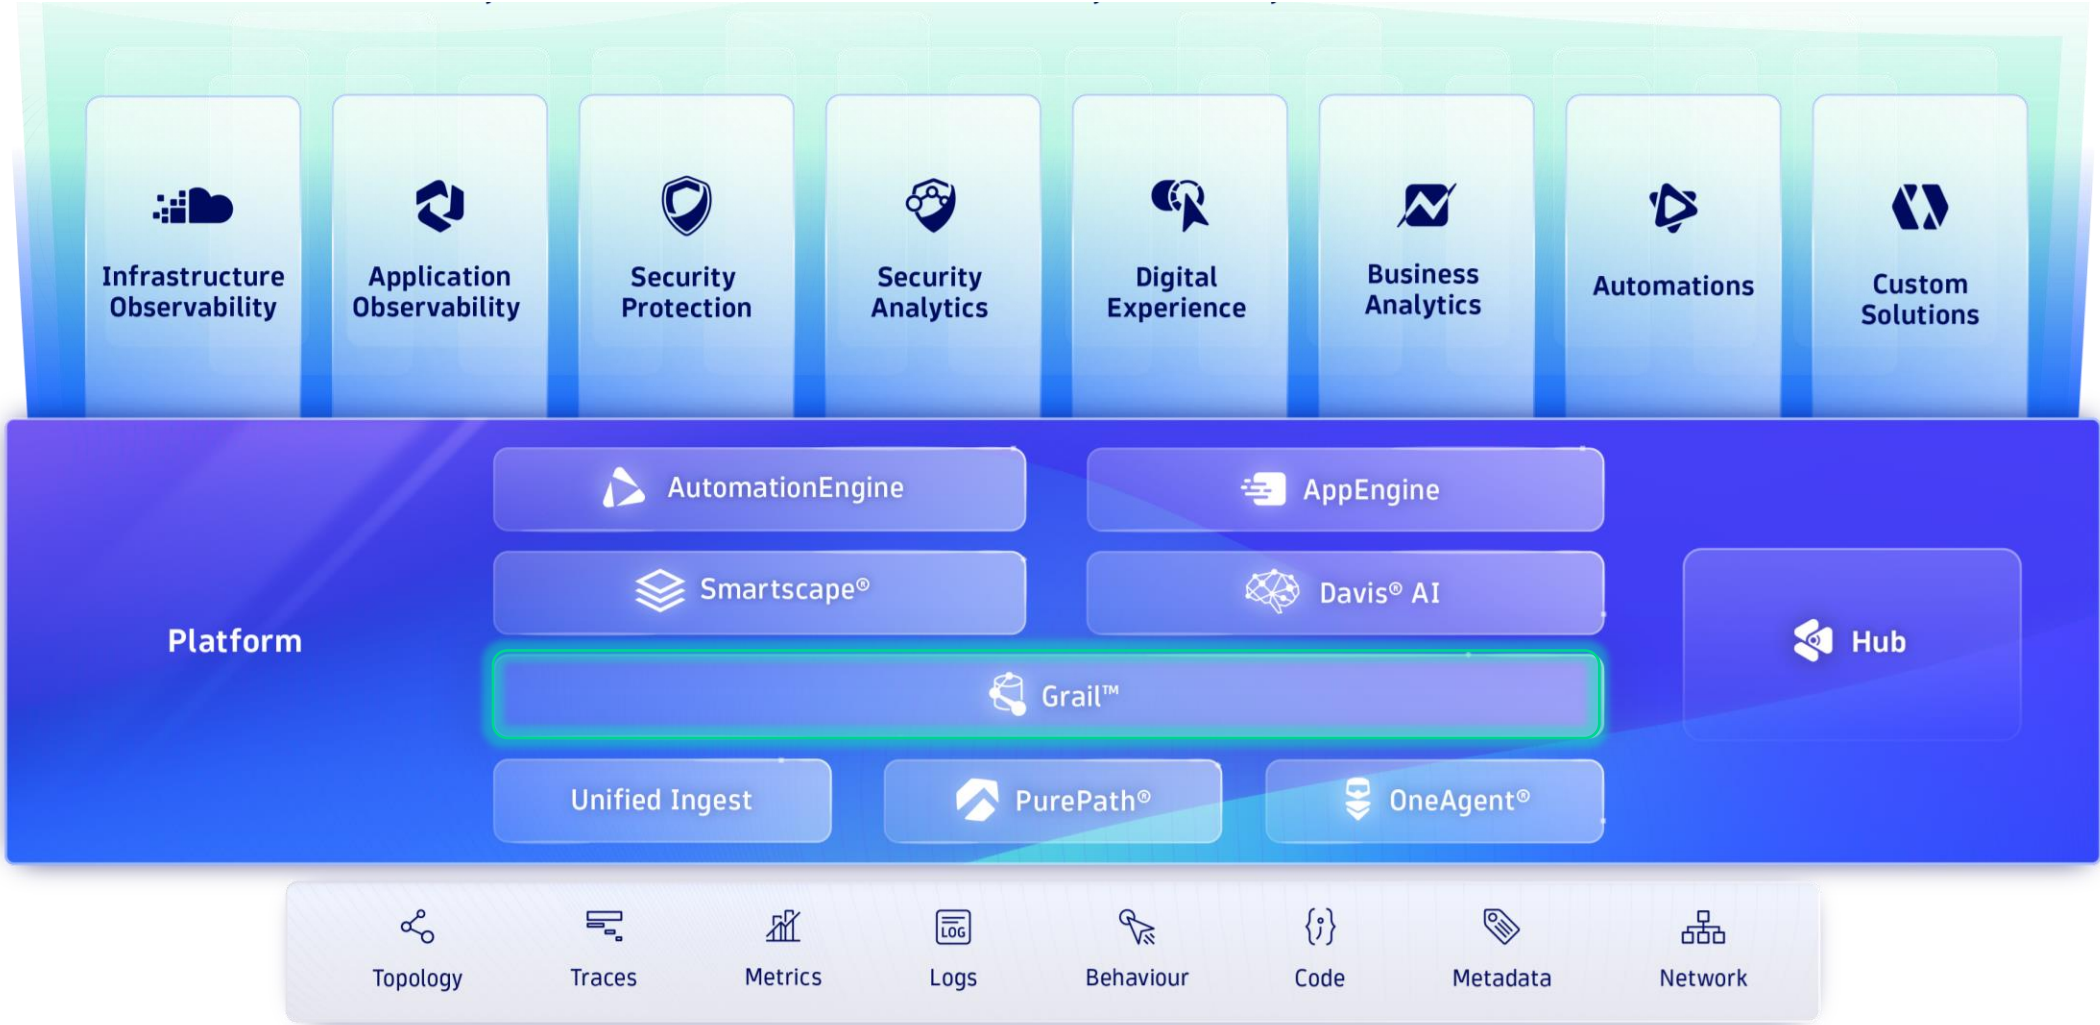 Infrastructure
Observability
Application
Observability
Security
Protection
Security
Analytics
Digital
Experience
Business
Analytics
Automations
Custom
Solutions
AutomationEngine
AppEngine
Smartscape®
Davis® AI
Platform
Hub
Grail™
Unified Ingest
PurePath®
OneAgent®
LOG
Topology
Traces
Metrics
Logs
Behaviour
Code
Metadata
Network